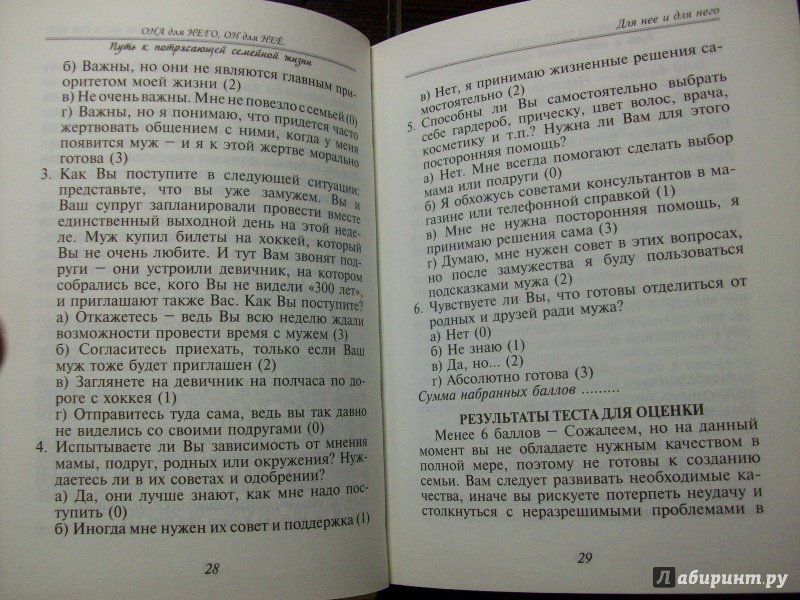 ОНА для НЕГО, ОН для НЕЁ.
Путь к потрясающей семейной жизни
б) Важны, но они не являются главным при-
оритетом моей жизни (2)
в) Не очень важны. Мне не повезло с семьей (0)
г) Важны, но я понимаю, что придется часто
жертвовать общением с ними, когда у меня
появится муж – и я к этой жертве морально
готова (3)
3. Как Вы поступите в следующей ситуации:
представьте, что вы уже замужем. Вы и
Ваш супруг запланировали провести вместе
единственный выходной день на этой неде-
ле. Муж купил билеты на хоккей, который
Вы не очень любите. И тут Вам звонят под-
руги – они устроили девичник, на котором
собрались все, кого Вы не видели «300 лет»,
и приглашают также Вас. Как Вы поступите?
а) Откажетесь – ведь Вы всю неделю ждали
возможности провести время с мужем (3)
б) Согласитесь приехать, только если Ваш
муж тоже будет приглашен (2)
в) Заглянете на девичник на полчаса по до-
роге с хоккея (1)
г) Отправитесь туда сама, ведь вы так давно
не виделись со своими подругами (0)
4. Испытываете ли Вы зависимость от мнения
мамы, подруг, родных или окружения? Нуж-
даетесь ли в их советах и одобрении?
а) Да, они лучше знают, как мне надо пос-
тупить (0)
б) Иногда мне нужен их совет и поддержка (1)
28
Для нее и для него
в) Нет, я принимаю жизненные решения са-
мостоятельно (2)
5. Способны ли Вы самостоятельно выбрать
себе гардероб, прическу, цвет волос, врача,
косметику и т.п.? Нужна ли Вам для этого
посторонняя помощь?
а) Нет. Мне всегда помогают сделать выбор
мама или подруги (0)
б) Я обхожусь советами консультантов в ма-
газине или телефонной справкой (1)
в) Мне не нужна посторонняя помощь, я
принимаю решения сама (3)
г) Думаю, мне нужен совет в этих вопросах,
но после замужества я буду пользоваться
подсказками мужа (2)
6. Чувствуете ли Вы, что готовы отделиться от
родных и друзей ради мужа?
а) Нет (0)
б) Не знаю (1)
в) Да, но... (2)
г) Абсолютно готова (3)
Сумма набранных баллов .........
РЕЗУЛЬТАТЫ ТЕСТА ДЛЯ ОЦЕНКИ
Менее 6 баллов – Сожалеем, но на данный
момент вы не обладаете нужным качеством в
полной мере, поэтому не готовы к созданию
семьи. Вам следует развивать необходимые ка-
чества, иначе вы рискуете потерпеть неудачу и
столкнуться с неразрешимыми проблемами в
29
Лабиринт.ру